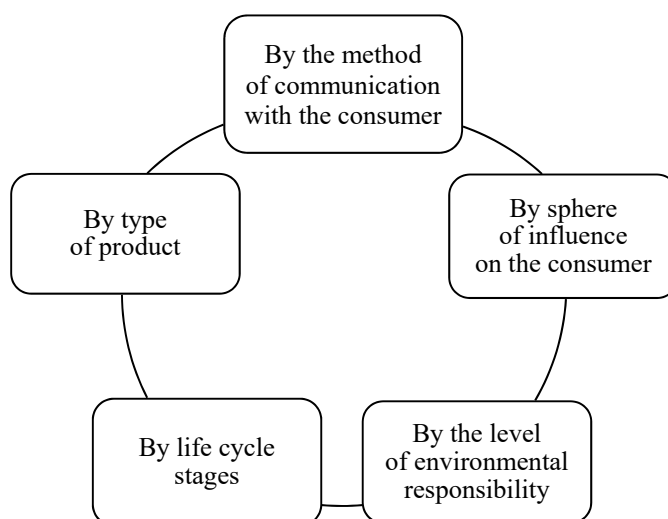 By the method
of communication
with the consumer
By type
of product
By sphere
of influence
on the consumer
By life cycle
stages
By the level
of environmental
responsibility